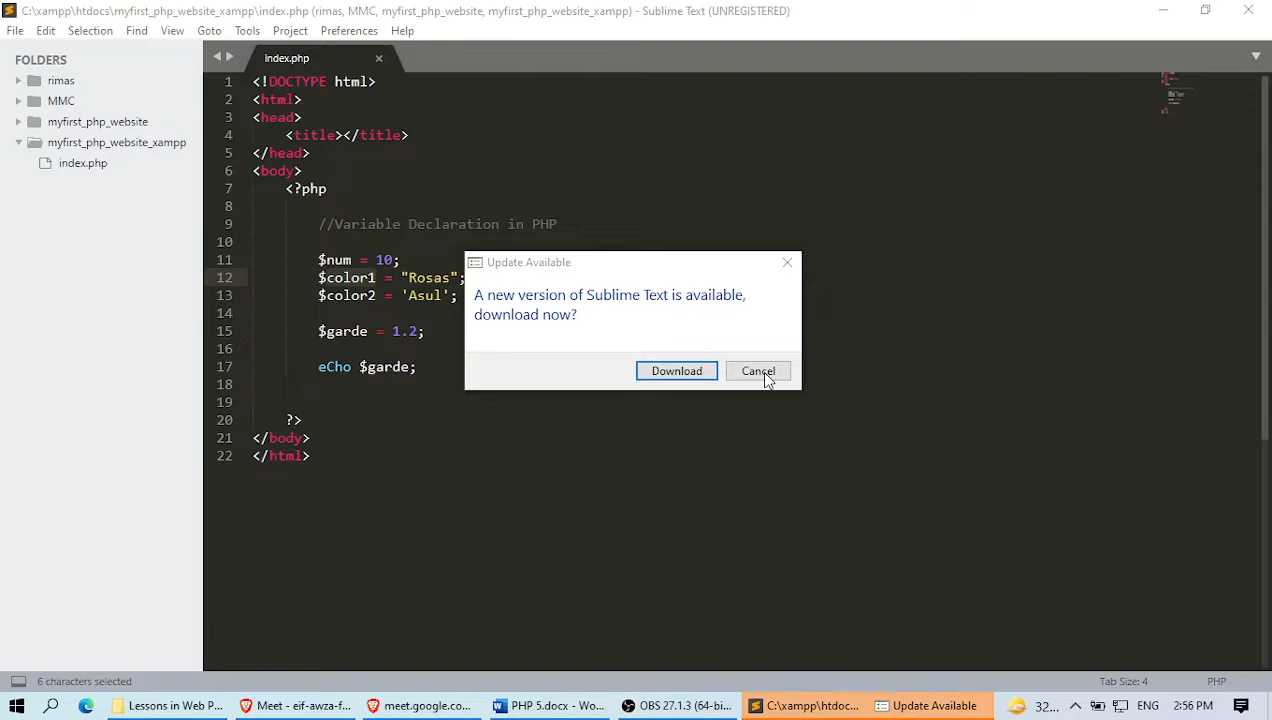 C:\xampp\htdocs\myfirst_php_website_xampp\index.php (rimas, MMC, myfirst_php_website, myfirst_php_website_xampp) - Sublime Text (UNREGISTERED)
File Edit Selection Find View Goto Tools Project Preferences Help
FOLDERS
rimas
MMC
myfirst_php_website
myfirst_php_website_xampp
index.php
index.php
1 <!DOCTYPE html>
2 <html>
3 <head>
4 <title></title>
5 </head>
6 <body>
7 <?php
8
9 //Variable Declaration in PHP
10
11 $num = 10;
12 $color1 = "Rosas";
13 $color2 = 'Asul';
14
15 $garde = 1.2;
16
17 eCho $garde;
18
19
20 ?>
21 </body>
22 </html>
Update Available
A new version of Sublime Text is available,
download now?
Download Cancel
6 characters selected Tab Size: 4 PHP
Lessons in Web P... Meet - eif-awza-f... meet.google.co... PHP 5.docx - Wo... OBS 27.1.3 (64-bi... C:\xampp\htdoc... Update Available 32... ENG 2:56 PM